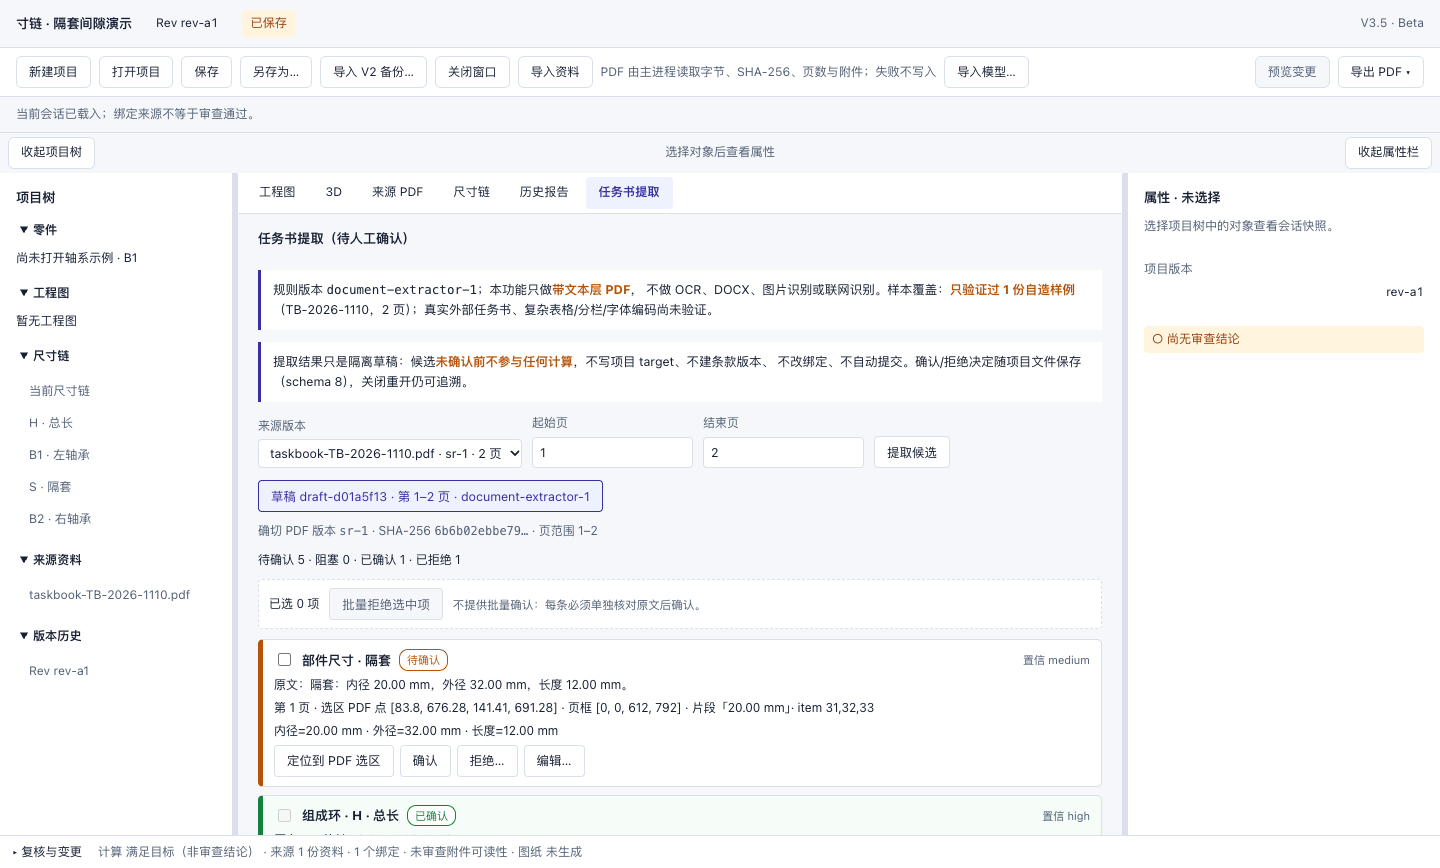 寸链 · 隔套间隙演示 Rev rev-a1 已保存 V3.5 · Beta
新建项目 打开项目 保存 另存为... 导入 V2 备份... 关闭窗口 导入资料 PDF 由主进程读取字节、SHA-256、页数与附件；失败不写入 导入模型... 预览变更 导出 PDF ▾
当前会话已载入；绑定来源不等于审查通过。
收起项目树 选择对象后查看属性 收起属性栏
项目树
▼ 零件
尚未打开轴系示例 · B1
▼ 工程图
暂无工程图
▼ 尺寸链
当前尺寸链
H · 总长
B1 · 左轴承
S · 隔套
B2 · 右轴承
▼ 来源资料
taskbook-TB-2026-1110.pdf
▼ 版本历史
Rev rev-a1
工程图 3D 来源 PDF 尺寸链 历史报告 任务书提取
任务书提取（待人工确认）
规则版本 document-extractor-1；本功能只做带文本层 PDF， 不做 OCR、DOCX、图片识别或联网识别。样本覆盖：只验证过 1 份自造样例
（TB-2026-1110，2 页）；真实外部任务书、复杂表格/分栏/字体编码尚未验证。
提取结果只是隔离草稿：候选未确认前不参与任何计算，不写项目 target、不建条款版本、 不改绑定、不自动提交。确认/拒绝决定随项目文件保存
（schema 8），关闭重开仍可追溯。
来源版本 起始页 结束页
taskbook-TB-2026-1110.pdf · sr-1 · 2 页 1 2 提取候选
草稿 draft-d01a5f13 · 第 1–2 页 · document-extractor-1
确切 PDF 版本 sr-1 · SHA-256 6b6b02ebbe79… · 页范围 1–2
待确认 5 · 阻塞 0 · 已确认 1 · 已拒绝 1
已选 0 项 批量拒绝选中项 不提供批量确认：每条必须单独核对原文后确认。
部件尺寸 · 隔套 待确认 置信 medium
原文：隔套：内径 20.00 mm，外径 32.00 mm，长度 12.00 mm。
第 1 页 · 选区 PDF 点 [83.8, 676.28, 141.41, 691.28] · 页框 [0, 0, 612, 792] · 片段「20.00 mm」· item 31,32,33
内径=20.00 mm · 外径=32.00 mm · 长度=12.00 mm
定位到 PDF 选区 确认 拒绝... 编辑...
组成环 · H · 总长 已确认 置信 high
属性 · 未选择
选择项目树中的对象查看会话快照。
项目版本
rev-a1
尚无审查结论
▸ 复核与变更 计算 满足目标（非审查结论） · 来源 1 份资料 · 1 个绑定 · 未审查附件可读性 · 图纸 未生成